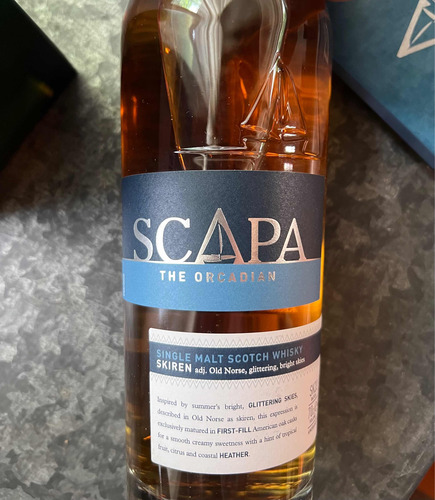 SCAPA
THE ORCADIAN
SINGLE MALT SCOTCH WHISKY
SKIREN adj. Old Norse, glittering, bright skies
Inspired by summer's bright, GLITTERING SKIES,
described in Old Norse as skiren, this expression is
exclusively matured in FIRST-FILL American oak casks
for a smooth creamy sweetness with a hint of tropical
fruit, citrus and coastal HEATHER.